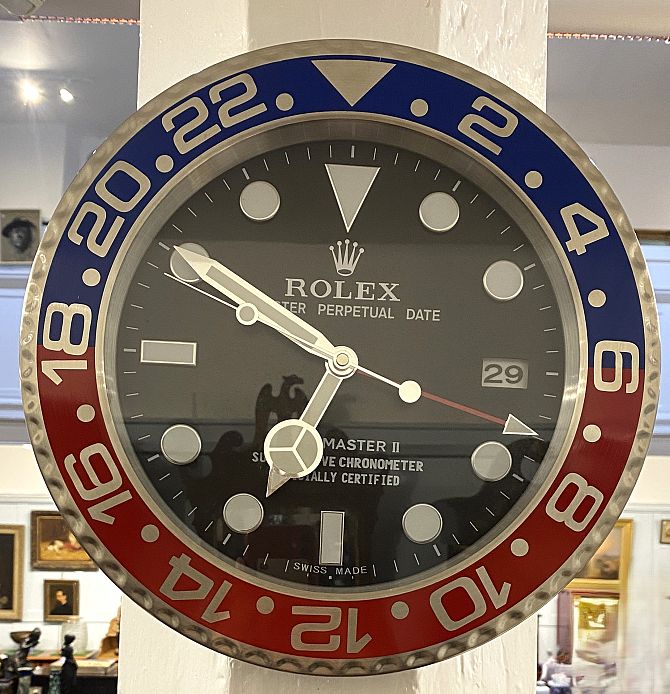 2
4
6
8
10
12
14
16
18
20
22
ROLEX
PERPETUAL DATE
29
MASTER II
CHRONOMETER
CERTIFIED
SWISS MADE